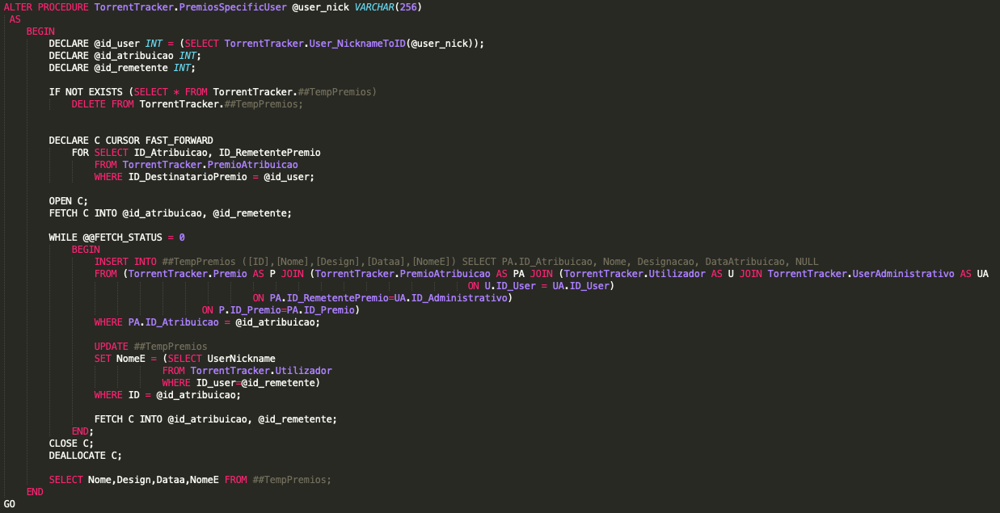 ALTER PROCEDURE TorrentTracker.PremiosSpecificUser @user_nick VARCHAR(256)
AS
BEGIN
DECLARE @id_user INT = (SELECT TorrentTracker.User_NicknameToID(@user_nick));
DECLARE @id_atribuicao INT;
DECLARE @id_remetente INT;
IF NOT EXISTS (SELECT * FROM TorrentTracker.##TempPremios)
DELETE FROM TorrentTracker.##TempPremios;
DECLARE C CURSOR FAST_FORWARD
FOR SELECT ID_Atribuicao, ID_RemetentePremio
FROM TorrentTracker.PremioAtribuicao
WHERE ID_DestinatarioPremio = @id_user;
OPEN C;
FETCH C INTO @id_atribuicao, @id_remetente;
WHILE @@FETCH_STATUS = 0
BEGIN
INSERT INTO ##TempPremios ([ID],[Nome],[Design],[Dataa],[NomeE]) SELECT PA.ID_Atribuicao, Nome, Designacao, DataAtribuicao, NULL
FROM (TorrentTracker.Premio AS P JOIN (TorrentTracker.PremioAtribuicao AS PA JOIN (TorrentTracker.Utilizador AS U JOIN TorrentTracker.UserAdministrativo AS UA
ON U.ID_User = UA.ID_User)
ON PA.ID_RemetentePremio=UA.ID_Administrativo)
ON P.ID_Premio=PA.ID_Premio)
WHERE PA.ID_Atribuicao = @id_atribuicao;
UPDATE ##TempPremios
SET NomeE = (SELECT UserNickname
FROM TorrentTracker.Utilizador
WHERE ID_user=@id_remetente)
WHERE ID = @id_atribuicao;
FETCH C INTO @id_atribuicao, @id_remetente;
END;
CLOSE C;
DEALLOCATE C;
SELECT Nome,Design,Dataa,NomeE FROM ##TempPremios;
END
GO